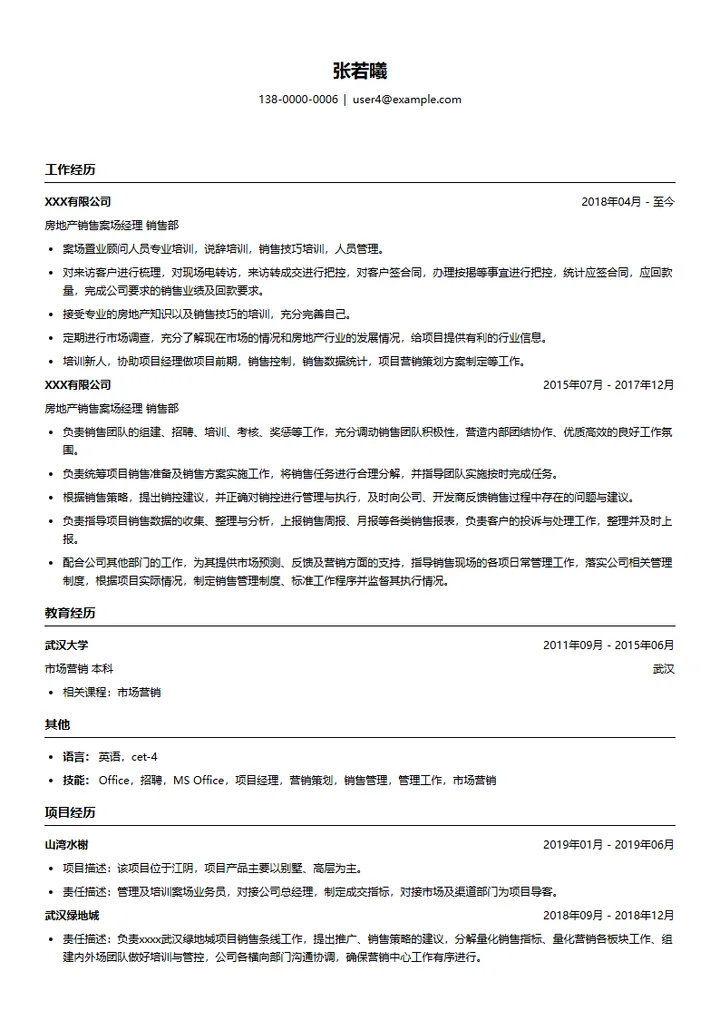 张若曦
138-0000-0006 | user4@example.com
工作经历
XXX有限公司 2018年04月 - 至今
房地产销售案场经理 销售部
• 案场置业顾问人员专业培训，说辞培训，销售技巧培训，人员管理。
• 对来访客户进行梳理，对现场电转访，来访转成交进行把控，对客户签合同，办理按揭等事宜进行把控，统计应签合同，应回款
量，完成公司要求的销售业绩及回款要求。
• 接受专业的房地产知识以及销售技巧的培训，充分完善自己。
• 定期进行市场调查，充分了解现在市场的情况和房地产行业的发展情况，给项目提供有利的行业信息。
• 培训新人，协助项目经理做项目前期，销售控制，销售数据统计，项目营销策划方案制定等工作。
XXX有限公司 2015年07月 - 2017年12月
房地产销售案场经理 销售部
• 负责销售团队的组建、招聘、培训、考核、奖惩等工作，充分调动销售团队积极性，营造内部团结协作、优质高效的良好工作氛
围。
• 负责统筹项目销售准备及销售方案实施工作，将销售任务进行合理分解，并指导团队实施按时完成任务。
• 根据销售策略，提出销控建议，并正确对销控进行管理与执行，及时向公司、开发商反馈销售过程中存在的问题与建议。
• 负责指导项目销售数据的收集、整理与分析，上报销售周报、月报等各类销售报表，负责客户的投诉与处理工作，整理并及时上
报。
• 配合公司其他部门的工作，为其提供市场预测、反馈及营销方面的支持，指导销售现场的各项日常管理工作，落实公司相关管理
制度，根据项目实际情况，制定销售管理制度、标准工作程序并监督其执行情况。
教育经历
武汉大学 2011年09月 - 2015年06月
市场营销 本科 武汉
• 相关课程：市场营销
其他
• 语言： 英语，cet-4
• 技能： Office，招聘，MS Office，项目经理，营销策划，销售管理，管理工作，市场营销
项目经历
山湾水榭 2019年01月 - 2019年06月
• 项目描述：该项目位于江阴，项目产品主要以别墅、高层为主。
• 责任描述：管理及培训案场业务员，对接公司总经理，制定成交指标，对接市场及渠道部门为项目导客。
武汉绿地城 2018年09月 - 2018年12月
• 责任描述：负责xxxx武汉绿地城项目销售条线工作，提出推广、销售策略的建议，分解量化销售指标、量化营销各板块工作、组
建内外场团队做好培训与管控，公司各横向部门沟通协调，确保营销中心工作有序进行。